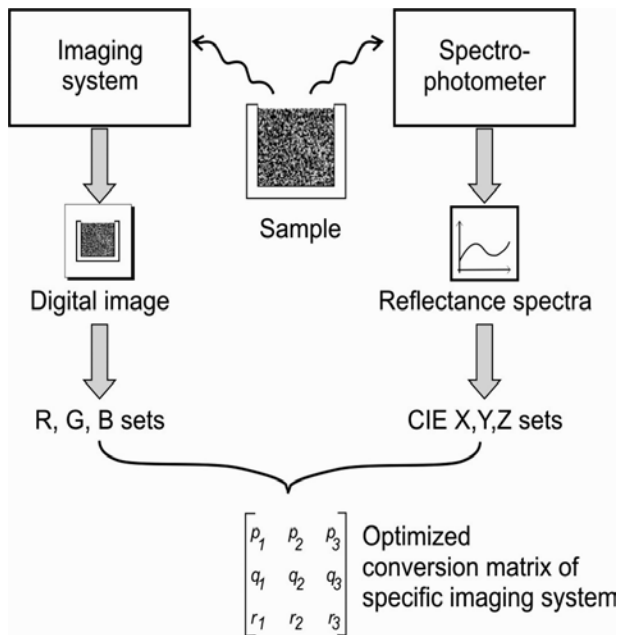 Imaging
system
Spectro-
photometer
Sample
Digital image
Reflectance spectra
R, G, B sets
CIE X,Y,Z sets
p1 p2 p3
q1 q2 q3
r1 r2 r3
Optimized
conversion matrix of
specific imaging system